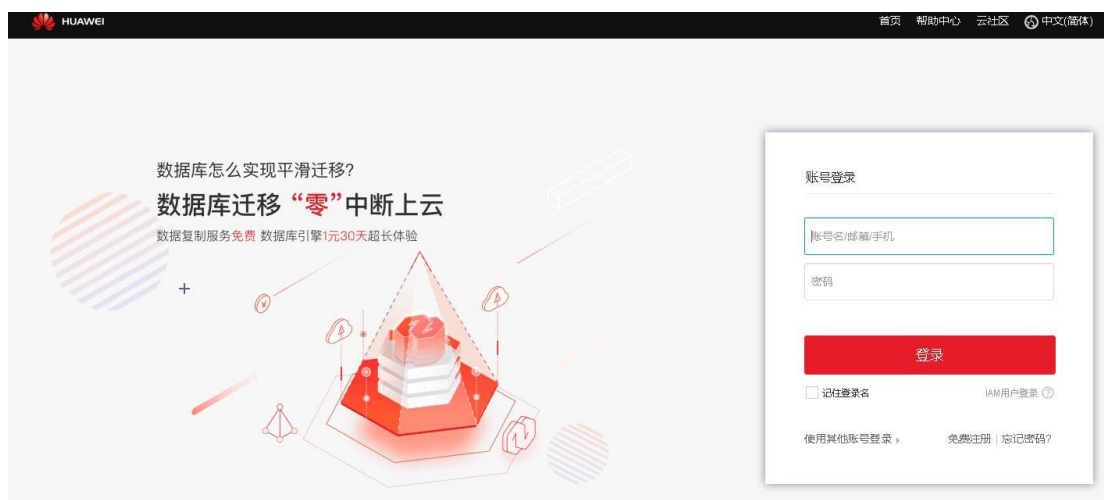 HUAWEI
首页 帮助中心 云社区 中文(简体)
数据库怎么实现平滑迁移?
数据库迁移“零”中断上云
数据复制服务免费 数据库引擎1元30天超长体验
账号登录
账号名/邮箱/手机
密码
登录
记住登录名
IAM用户登录 ?
使用其他账号登录
免费注册 | 忘记密码?